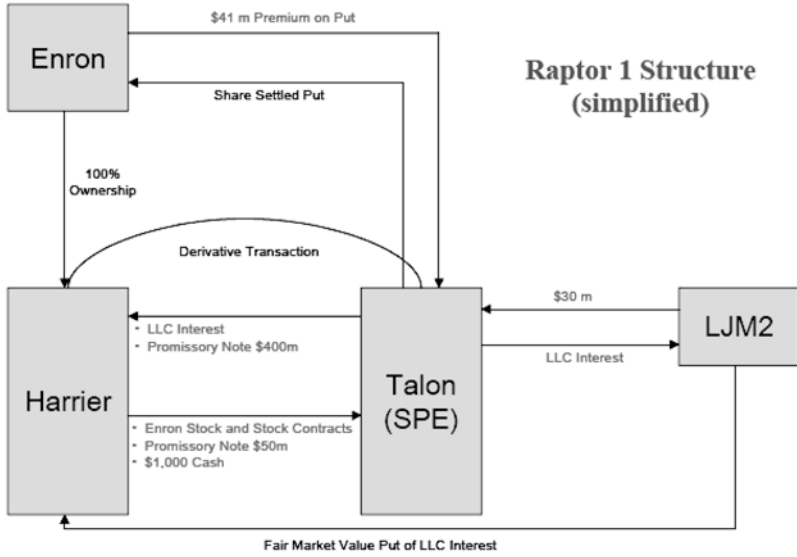 $41 m Premium on Put
Enron
Raptor 1 Structure
(simplified)
Share Settled Put
100%
Ownership
Derivative Transaction
$30 m
LJM2
• LLC Interest
• Promissory Note $400m
LLC Interest
Talon
(SPE)
Harrier
• Enron Stock and Stock Contracts
• Promissory Note $50m
• $1,000 Cash
Fair Market Value Put of LLC Interest